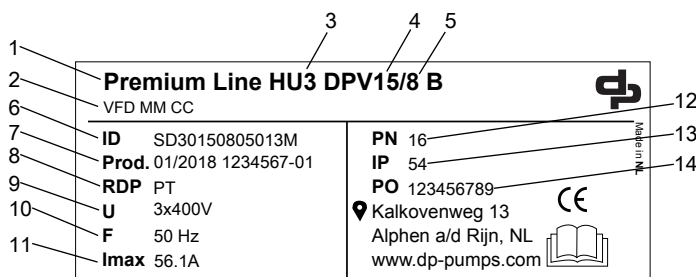 3 4 5
1 Premium Line HU3 DPV15/8 B dp
2 VFD MM CC
12
6 ID SD30150805013M
PN 16
13
7 Prod. 01/2018 1234567-01
IP 54
14
8 RDP PT
PO 123456789
Made in NL
9 U 3x400V
Kalkovenweg 13
CE
10 F 50 Hz
Alphen a/d Rijn, NL
11 Imax 56.1A
www.dp-pumps.com